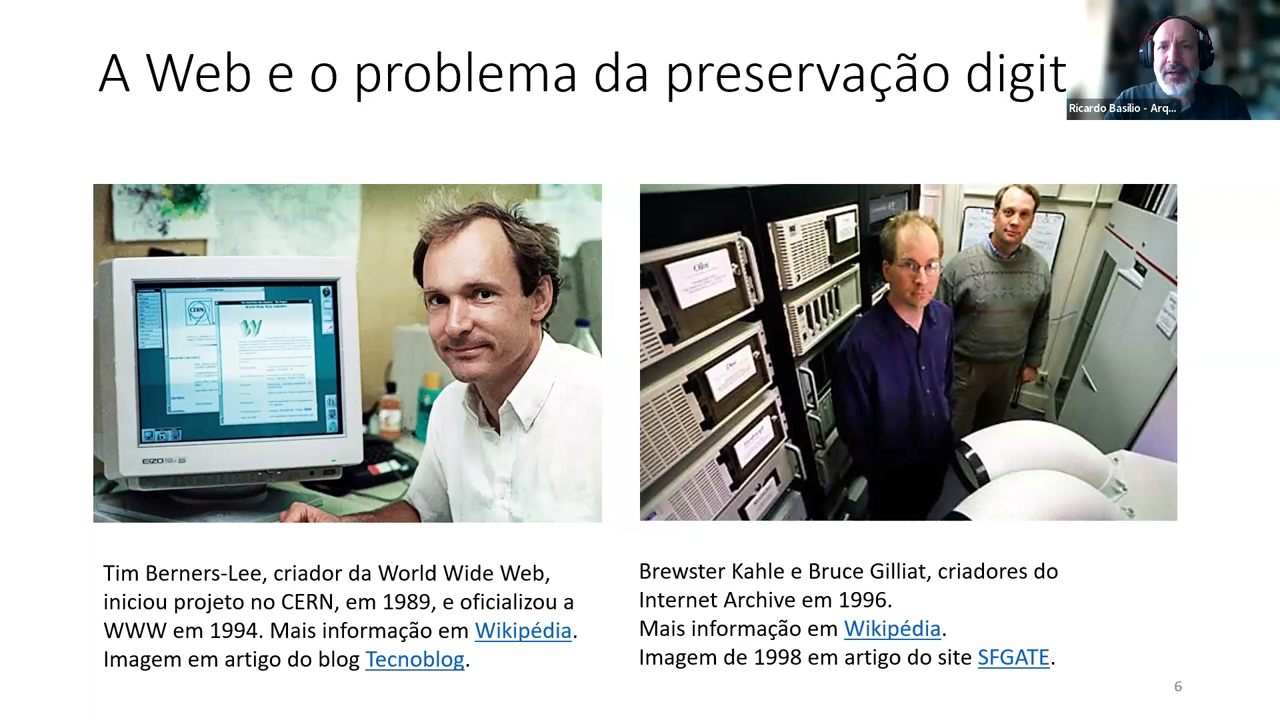 A Web e o problema da preservação digit
Ricardo Basílio - Arq...
CERN
EIZO
Tim Berners-Lee, criador da World Wide Web,
iniciou projeto no CERN, em 1989, e oficializou a
WWW em 1994. Mais informação em Wikipédia.
Imagem em artigo do blog Tecnoblog.
Brewster Kahle e Bruce Gilliat, criadores do
Internet Archive em 1996.
Mais informação em Wikipédia.
Imagem de 1998 em artigo do site SFGATE.
6